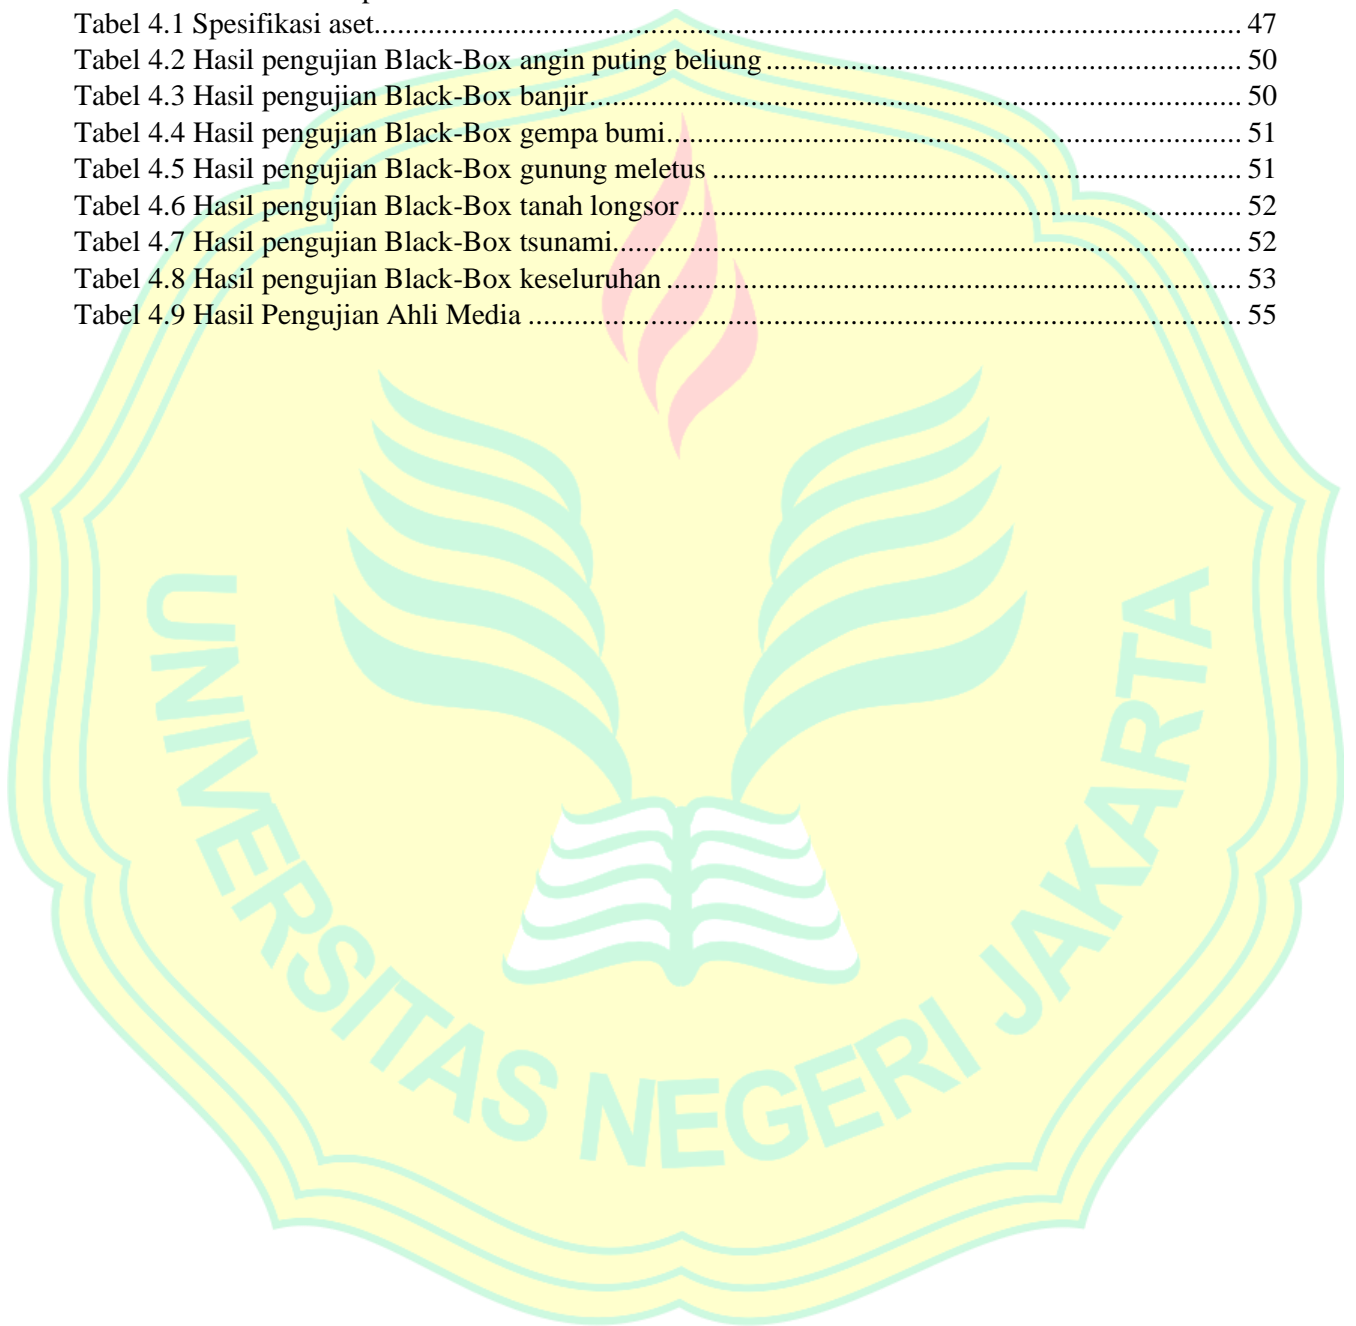 Tabel 4.1 Spesifikasi aset.................................................................................................................. 47
Tabel 4.2 Hasil pengujian Black-Box angin puting beliung .............................................................. 50
Tabel 4.3 Hasil pengujian Black-Box banjir..................................................................................... 50
Tabel 4.4 Hasil pengujian Black-Box gempa bumi........................................................................... 51
Tabel 4.5 Hasil pengujian Black-Box gunung meletus ..................................................................... 51
Tabel 4.6 Hasil pengujian Black-Box tanah longsor......................................................................... 52
Tabel 4.7 Hasil pengujian Black-Box tsunami.................................................................................. 52
Tabel 4.8 Hasil pengujian Black-Box keseluruhan ........................................................................... 53
Tabel 4.9 Hasil Pengujian Ahli Media ............................................................................................. 55
UNIVERSITAS NEGERI JAKARTA